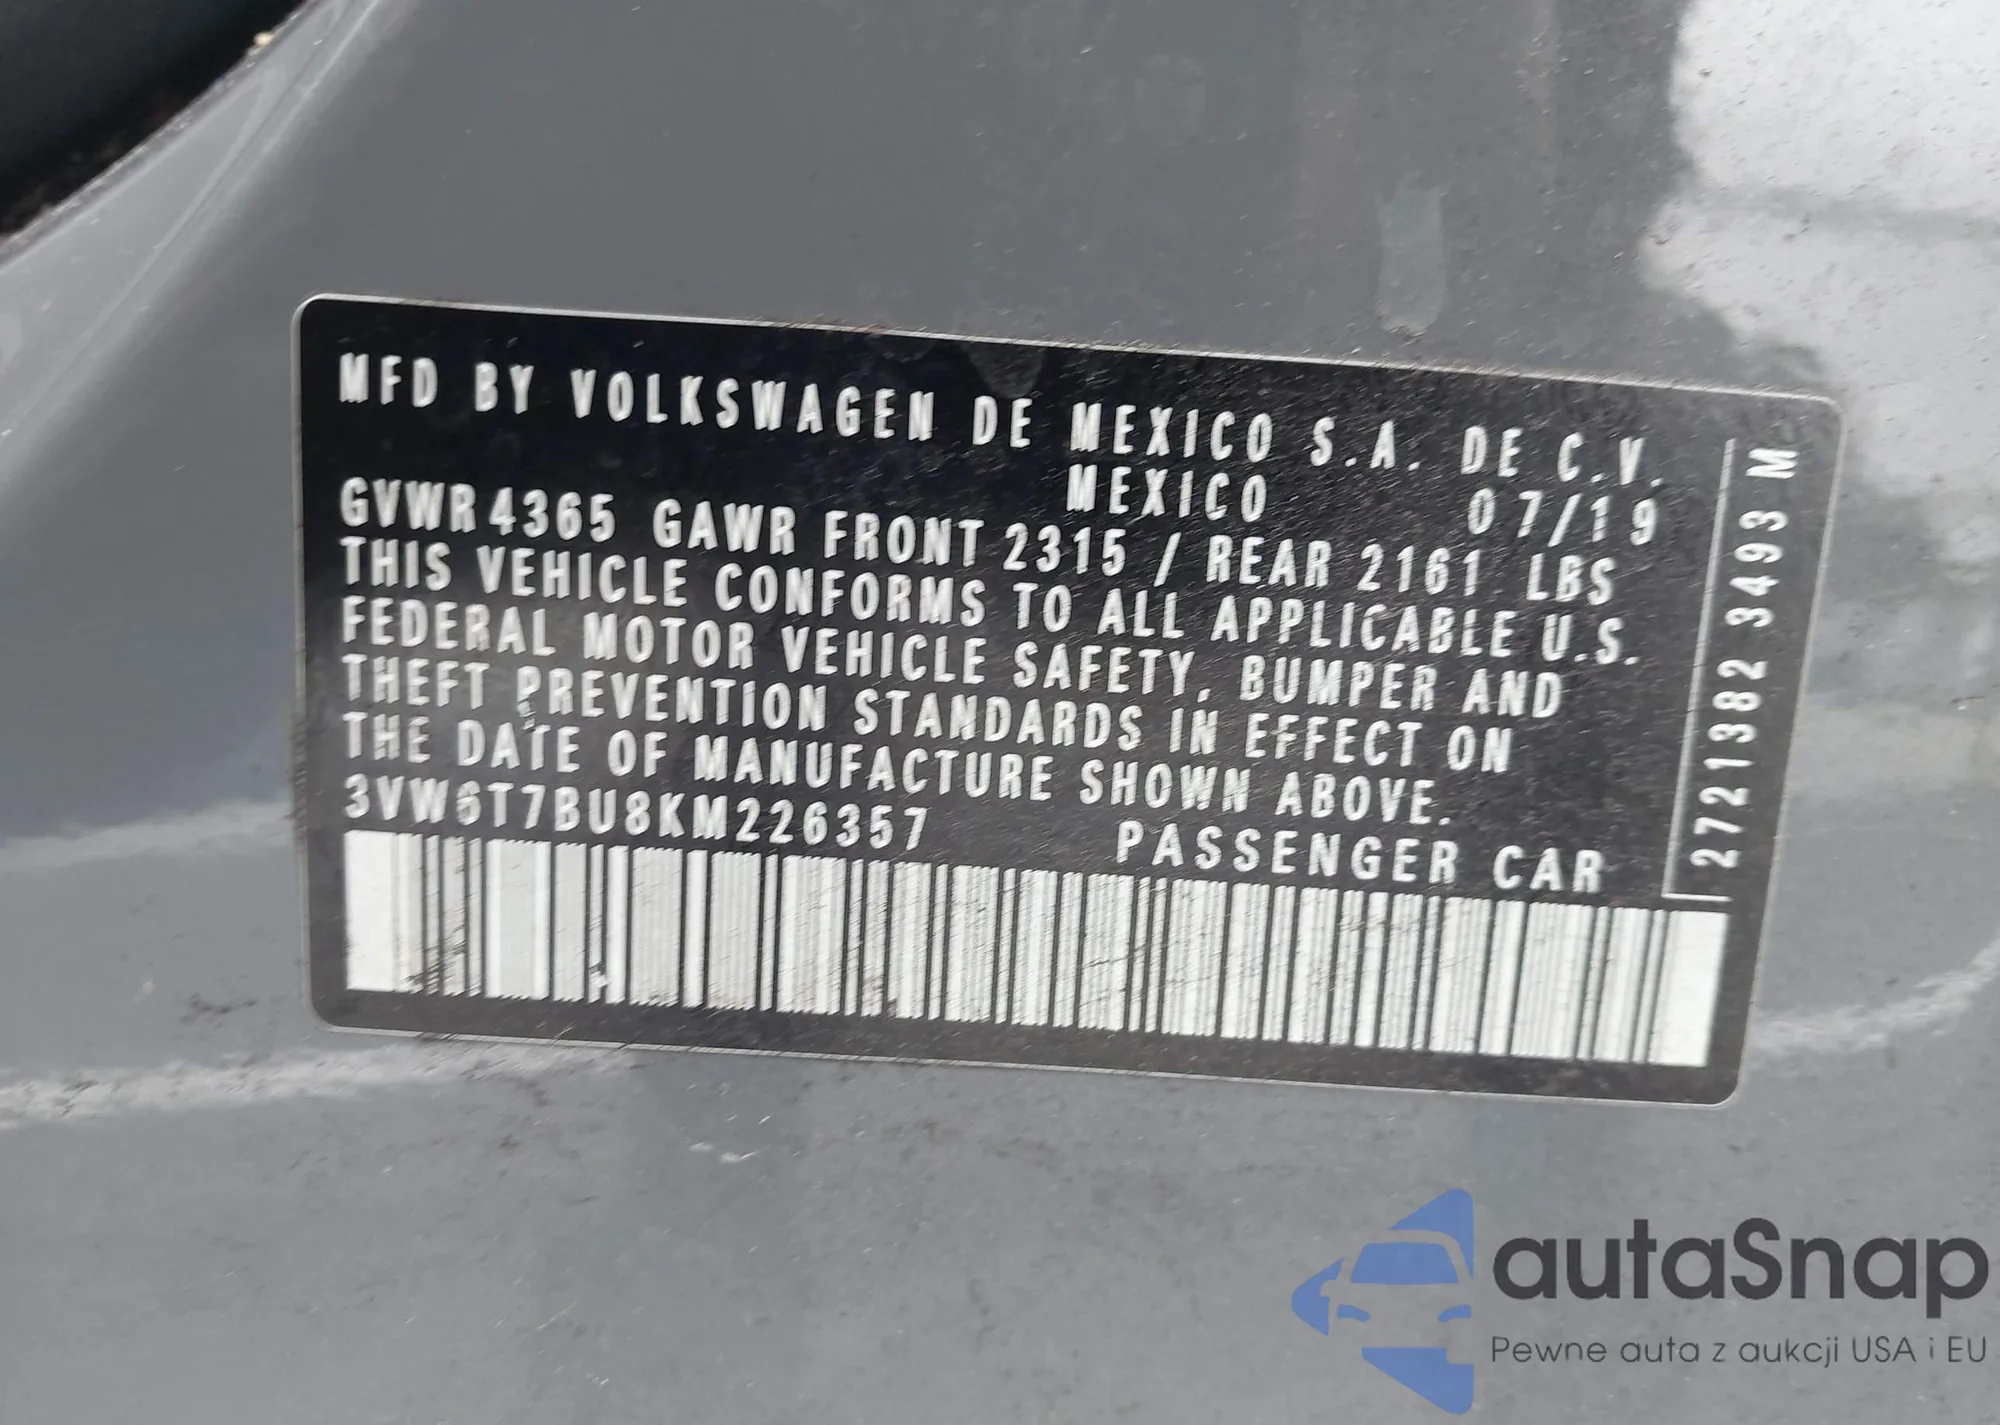 MFD BY VOLKSWAGEN DE MEXICO S.A. DE C.V.
MEXICO 07/19
GVWR 4365 GAWR FRONT 2315 / REAR 2161 LBS
THIS VEHICLE CONFORMS TO ALL APPLICABLE U.S.
FEDERAL MOTOR VEHICLE SAFETY, BUMPER AND
THEFT PREVENTION STANDARDS IN EFFECT ON
THE DATE OF MANUFACTURE SHOWN ABOVE.
3VW6T7BU8KM226357 PASSENGER CAR
2721382 3493 M
autaSnap
Pewne auta z aukcji USA i EU